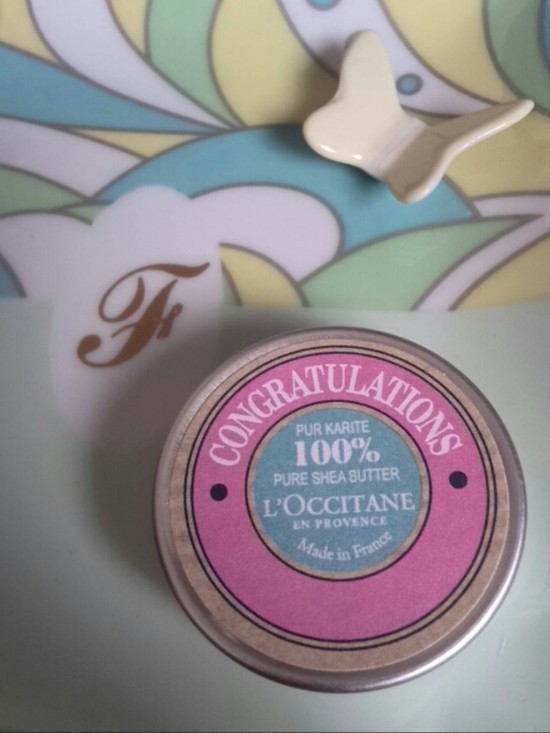 F
CONGRATULATIONS
PUR KARITE
100%
PURE SHEA BUTTER
L'OCCITANE
EN PROVENCE
Made in France